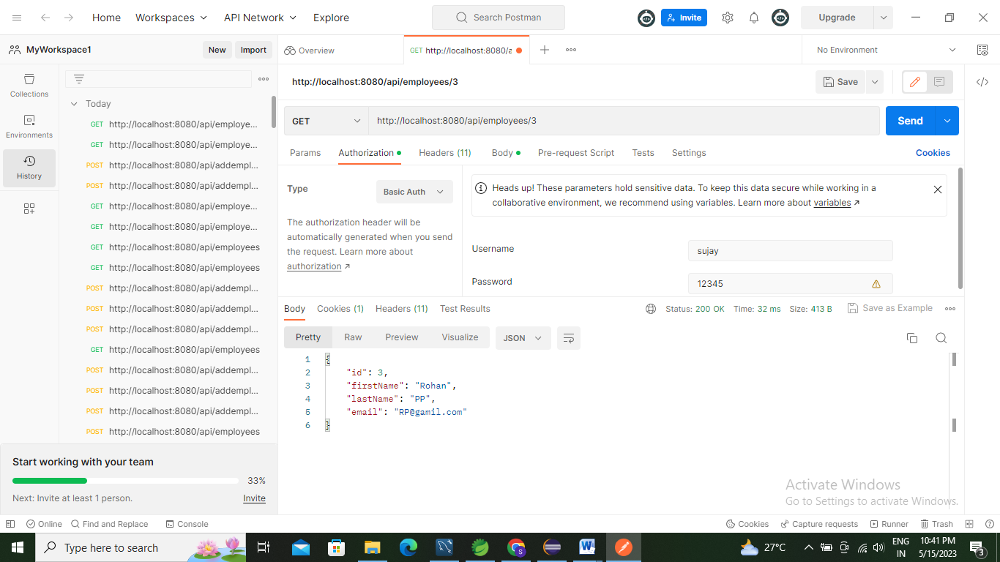 Home Workspaces API Network Explore Search Postman Invite Upgrade
MyWorkspace1 New Import Overview GET http://localhost:8080/a No Environment
http://localhost:8080/api/employees/3 Save
Collections
Environments
History
Today
GET http://localhost:8080/api/employe...
GET http://localhost:8080/api/employe...
POST http://localhost:8080/api/addempl...
POST http://localhost:8080/api/addempl...
GET http://localhost:8080/api/employe...
GET http://localhost:8080/api/employe...
GET http://localhost:8080/api/employees
GET http://localhost:8080/api/employees
POST http://localhost:8080/api/addempl...
POST http://localhost:8080/api/addempl...
POST http://localhost:8080/api/addempl...
GET http://localhost:8080/api/employees
POST http://localhost:8080/api/addempl...
POST http://localhost:8080/api/addempl...
POST http://localhost:8080/api/addempl...
POST http://localhost:8080/api/employees
Start working with your team
33%
Next: Invite at least 1 person. Invite
GET http://localhost:8080/api/employees/3 Send
Params Authorization Headers (11) Body Pre-request Script Tests Settings Cookies
Type Basic Auth
The authorization header will be
automatically generated when you send
the request. Learn more about
authorization ↗
Heads up! These parameters hold sensitive data. To keep this data secure while working in a
collaborative environment, we recommend using variables. Learn more about variables ↗
Username sujay
Password 12345
Body Cookies (1) Headers (11) Test Results Status: 200 OK Time: 32 ms Size: 413 B Save as Example
Pretty Raw Preview Visualize JSON
1 {
2 "id": 3,
3 "firstName": "Rohan",
4 "lastName": "PP",
5 "email": "RP@gamil.com"
6 }
Activate Windows
Go to Settings to activate Windows.
Online Find and Replace Console Cookies Capture requests Runner Trash
Type here to search 27°C ENG
IN
10:41 PM
5/15/2023
3